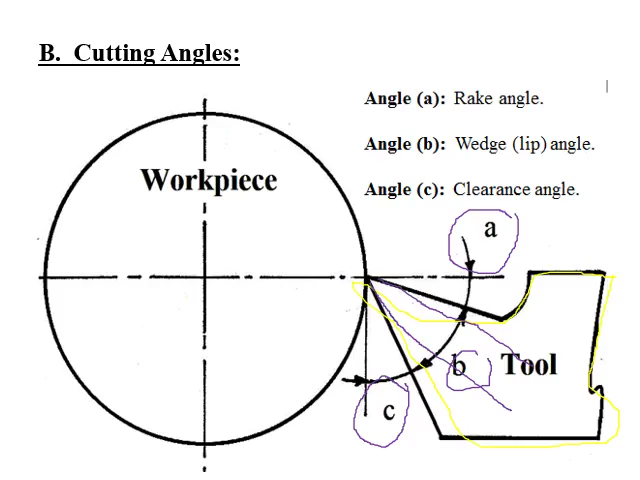 B. Cutting Angles:
Angle (a): Rake angle.
Angle (b): Wedge (lip) angle.
Workpiece
Angle (c): Clearance angle.
a
b
Tool
c